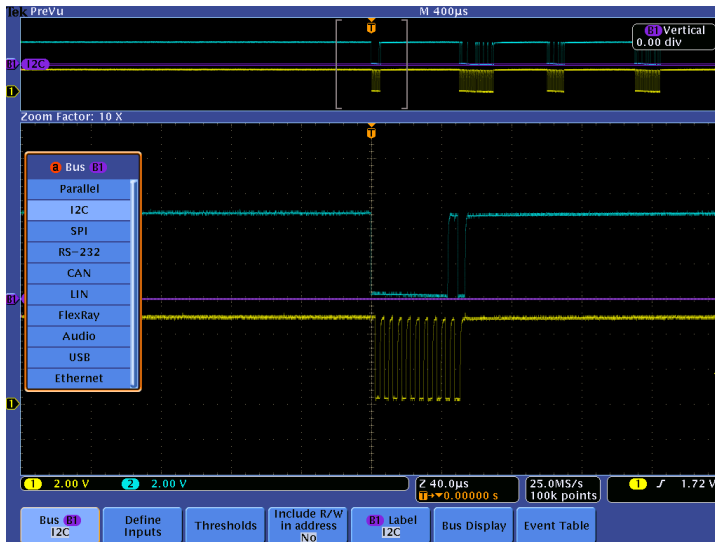 Tek PreVu
M 400µs
B1 Vertical
0.00 div
B1 I2C
1
T
Zoom Factor: 10 X
T
a Bus B1
Parallel
I2C
SPI
RS-232
CAN
LIN
FlexRay
Audio
USB
Ethernet
B1
1
1 2.00 V 2 2.00 V
Z 40.0µs
T→▼0.00000 s
25.0MS/s
100k points
1 1.72 V
Bus B1
I2C
Define
Inputs
Thresholds
Include R/W
in address
No
B1 Label
I2C
Bus Display
Event Table